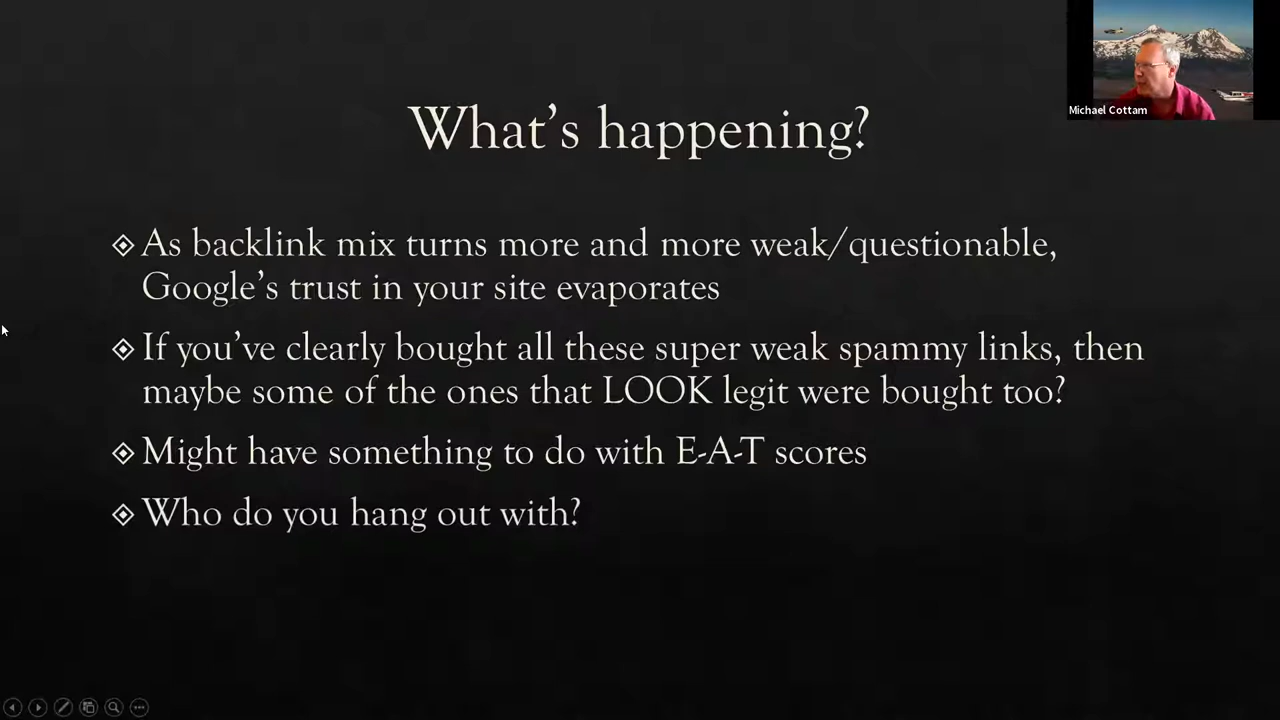 What's happening?
Michael Cottam
As backlink mix turns more and more weak/questionable,
Google's trust in your site evaporates
If you've clearly bought all these super weak spammy links, then
maybe some of the ones that LOOK legit were bought too?
Might have something to do with E-A-T scores
Who do you hang out with?